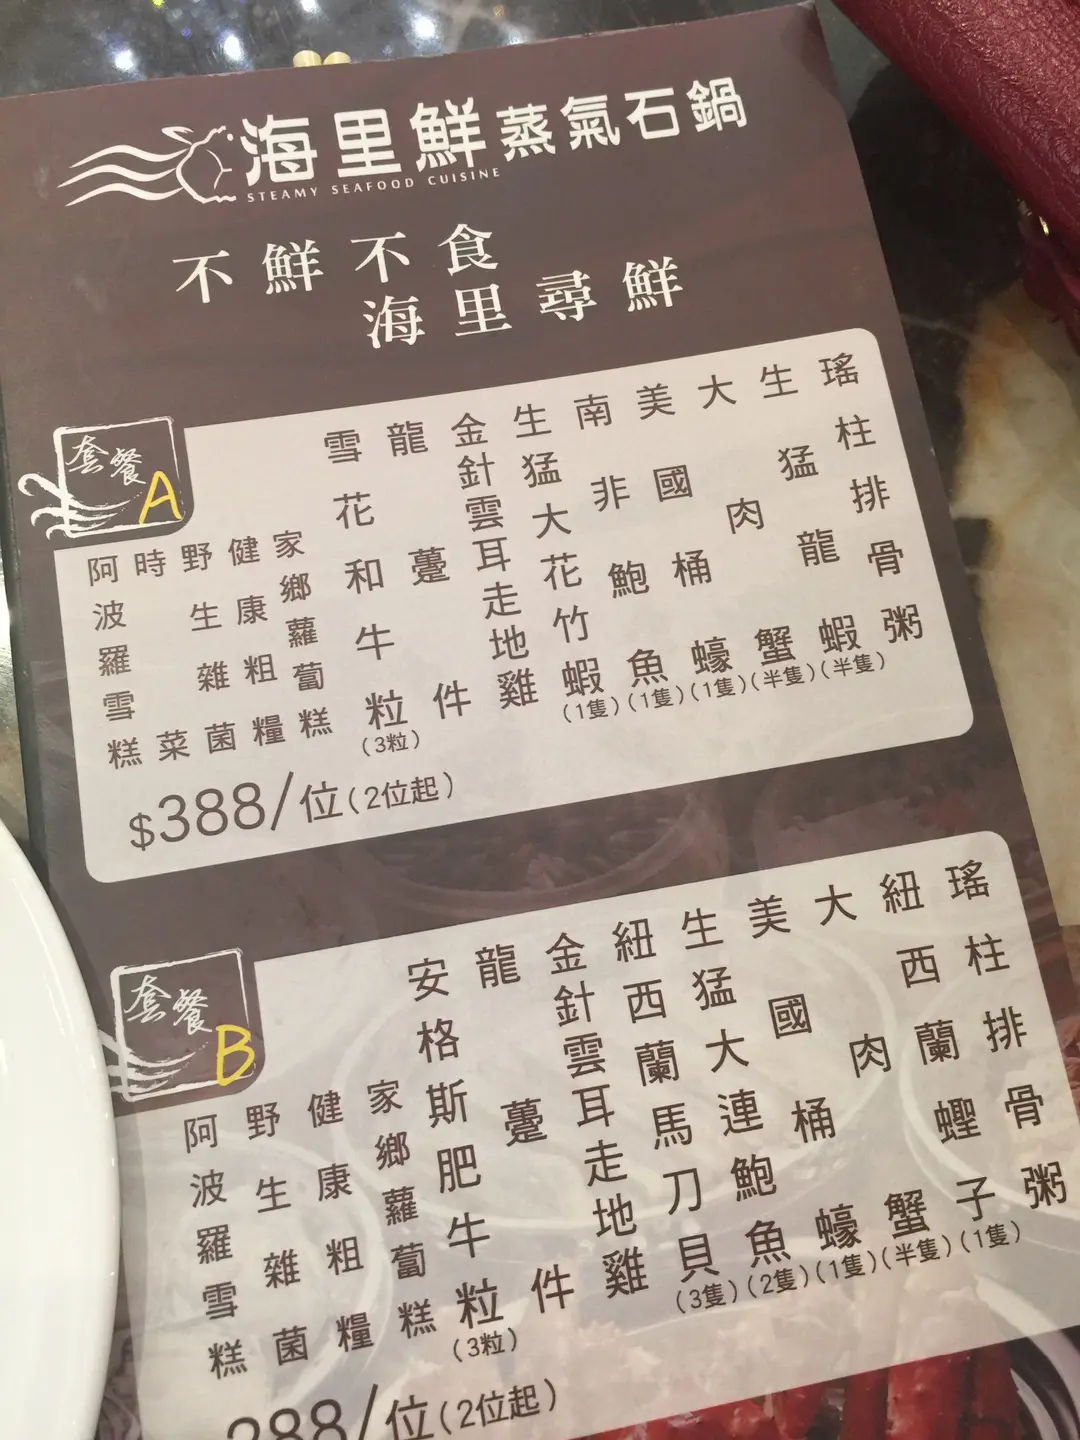 海里鮮蒸氣石鍋
STEAMY SEAFOOD CUISINE
不鮮不食
海里尋鮮
套餐A
瑤柱排骨粥
生猛龍蝦(半隻)
大肉蟹(半隻)
美國桶蠔(1隻)
南非鮑魚(1隻)
生猛大花竹蝦(1隻)
金針雲耳走地雞
龍躉件
雪花和牛粒(3粒)
家鄉蘿蔔糕
健康粗糧
野生雜菌
時菜
阿波羅雪糕
$388/位(2位起)
套餐B
瑤柱排骨粥
紐西蘭蟶子(1隻)
大肉蟹(半隻)
美國桶蠔(1隻)
生猛大連鮑魚(2隻)
紐西蘭馬刀貝(3隻)
金針雲耳走地雞
龍躉件
安格斯肥牛粒(3粒)
家鄉蘿蔔糕
健康粗糧
野生雜菌
阿波羅雪糕
/位(2位起)